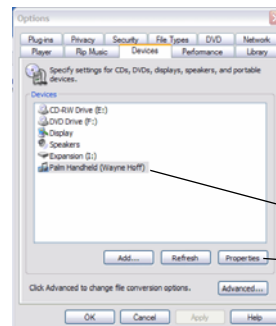 Options
Plug-ins Privacy Security File Types DVD Network
Player Rip Music Devices Performance Library
Specify settings for CDs, DVDs, displays, speakers, and portable
devices.
Devices
CD-RW Drive (E:)
DVD Drive (F:)
Display
Speakers
Expansion (I:)
Palm Handheld (Wayne Hoff)
Add... Refresh Properties
Click Advanced to change file conversion options. Advanced...
OK Cancel Apply Help